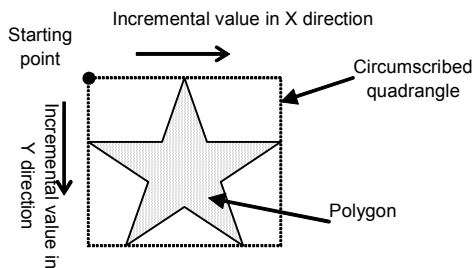 Incremental value in X direction
Starting
point
Circumscribed
quadrangle
Incremental value in
Y direction
Polygon